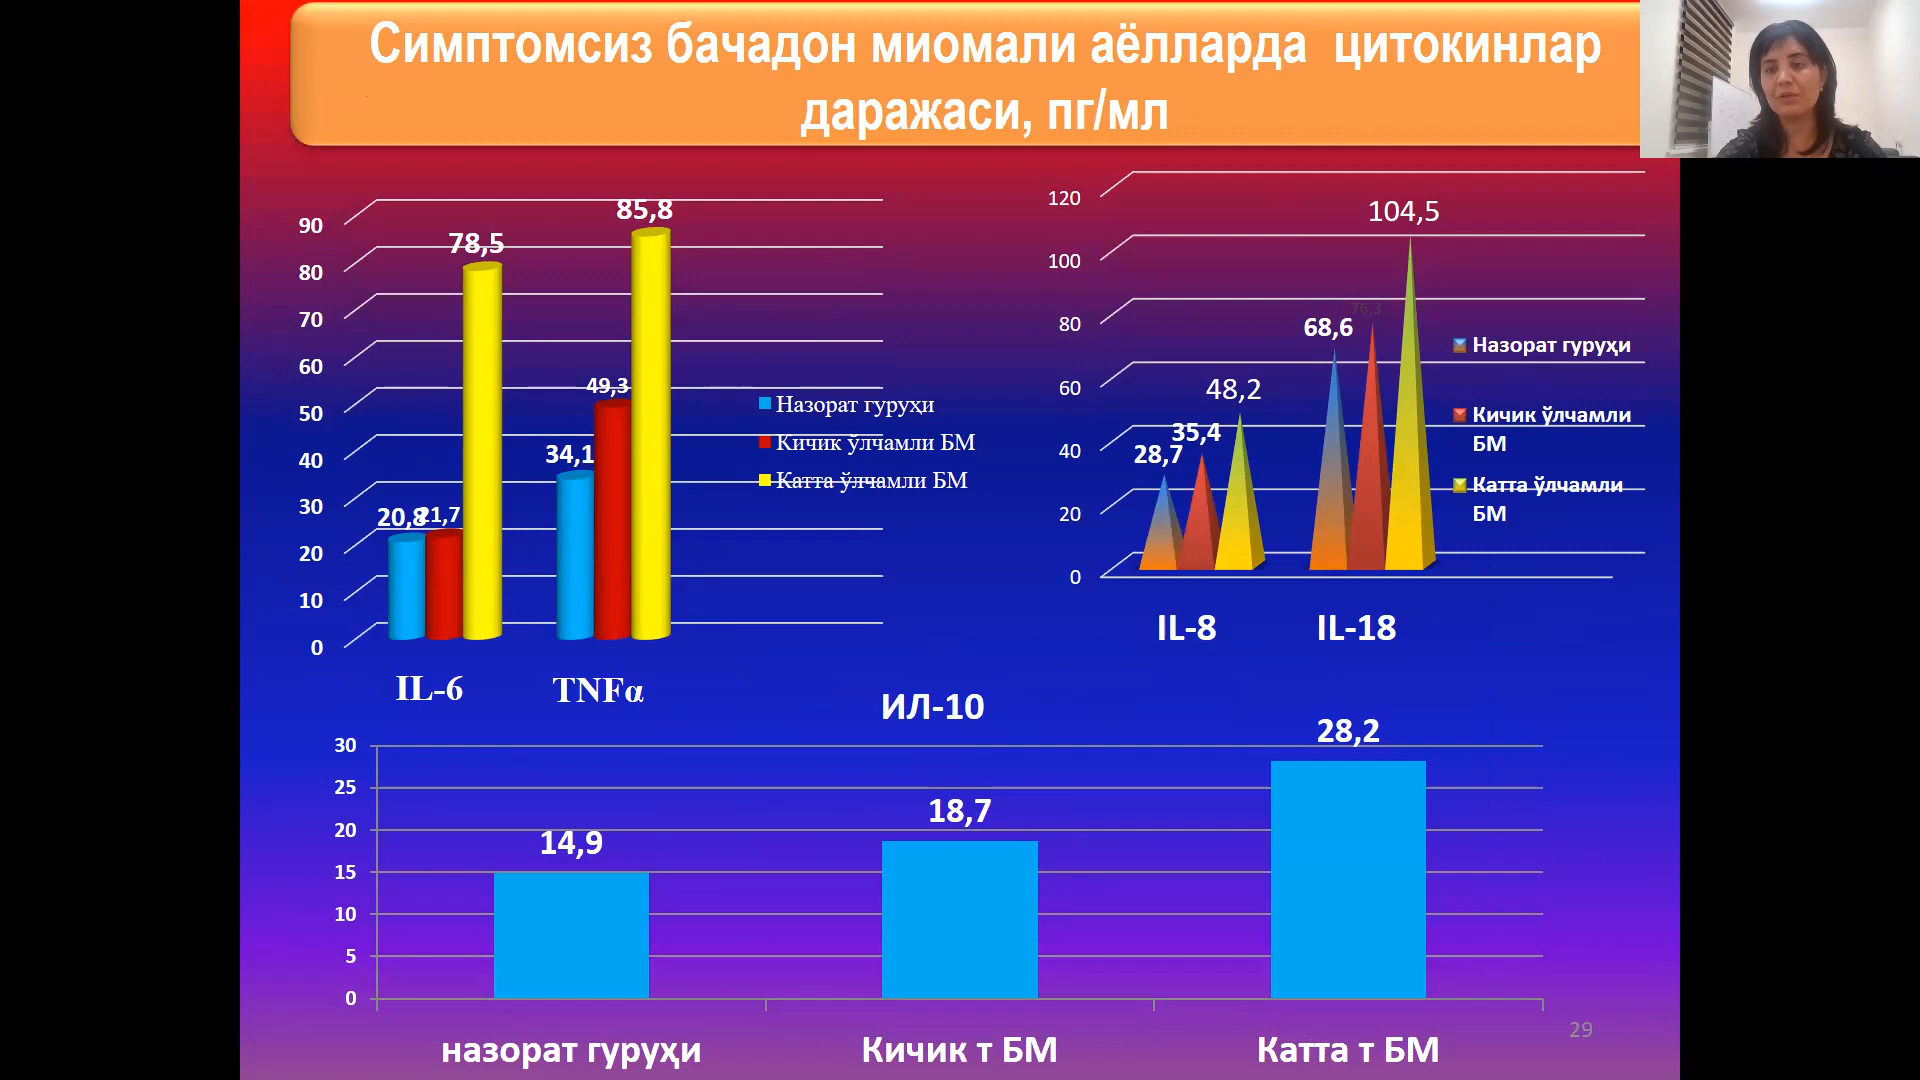 Симптомсиз бачадон миомали аёлларда цитокинлар
даражаси, пг/мл
90
80
70
60
50
40
30
20
10
0
20,8
21,7
78,5
34,1
49,3
85,8
Назорат гуруҳи
Кичик ўлчамли БМ
Катта ўлчамли БМ
IL-6
TNFα
120
100
80
60
40
20
0
28,7
35,4
48,2
68,6
76,3
104,5
Назорат гуруҳи
Кичик ўлчамли
БМ
Катта ўлчамли
БМ
IL-8
IL-18
ИЛ-10
30
25
20
15
10
5
0
14,9
18,7
28,2
назорат гуруҳи
Кичик т БМ
Катта т БМ
29